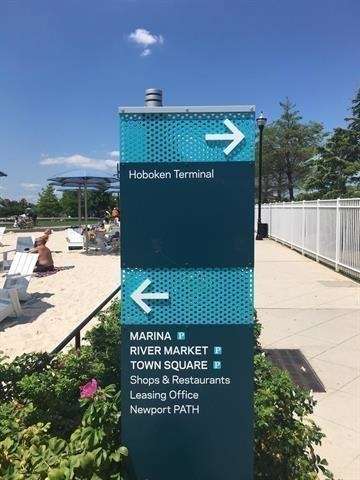 →
Hoboken Terminal
←
MARINA P
RIVER MARKET P
TOWN SQUARE P
Shops & Restaurants
Leasing Office
Newport PATH